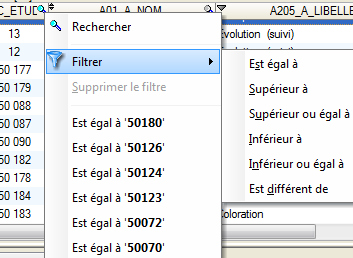 C_ETUD A01_A_NOM A205_A_LIBELLE
13
12
50 177
50 179
50 088
50 087
50 090
50 182
50 178
50 184
50 183
Rechercher
Filtrer
Supprimer le filtre
Est égal à '50180'
Est égal à '50126'
Est égal à '50124'
Est égal à '50123'
Est égal à '50072'
Est égal à '50070'
Evolution (suivi)
Est égal à
Supérieur à
Supérieur ou égal à
Inférieur à
Inférieur ou égal à
Est différent de
Coloration